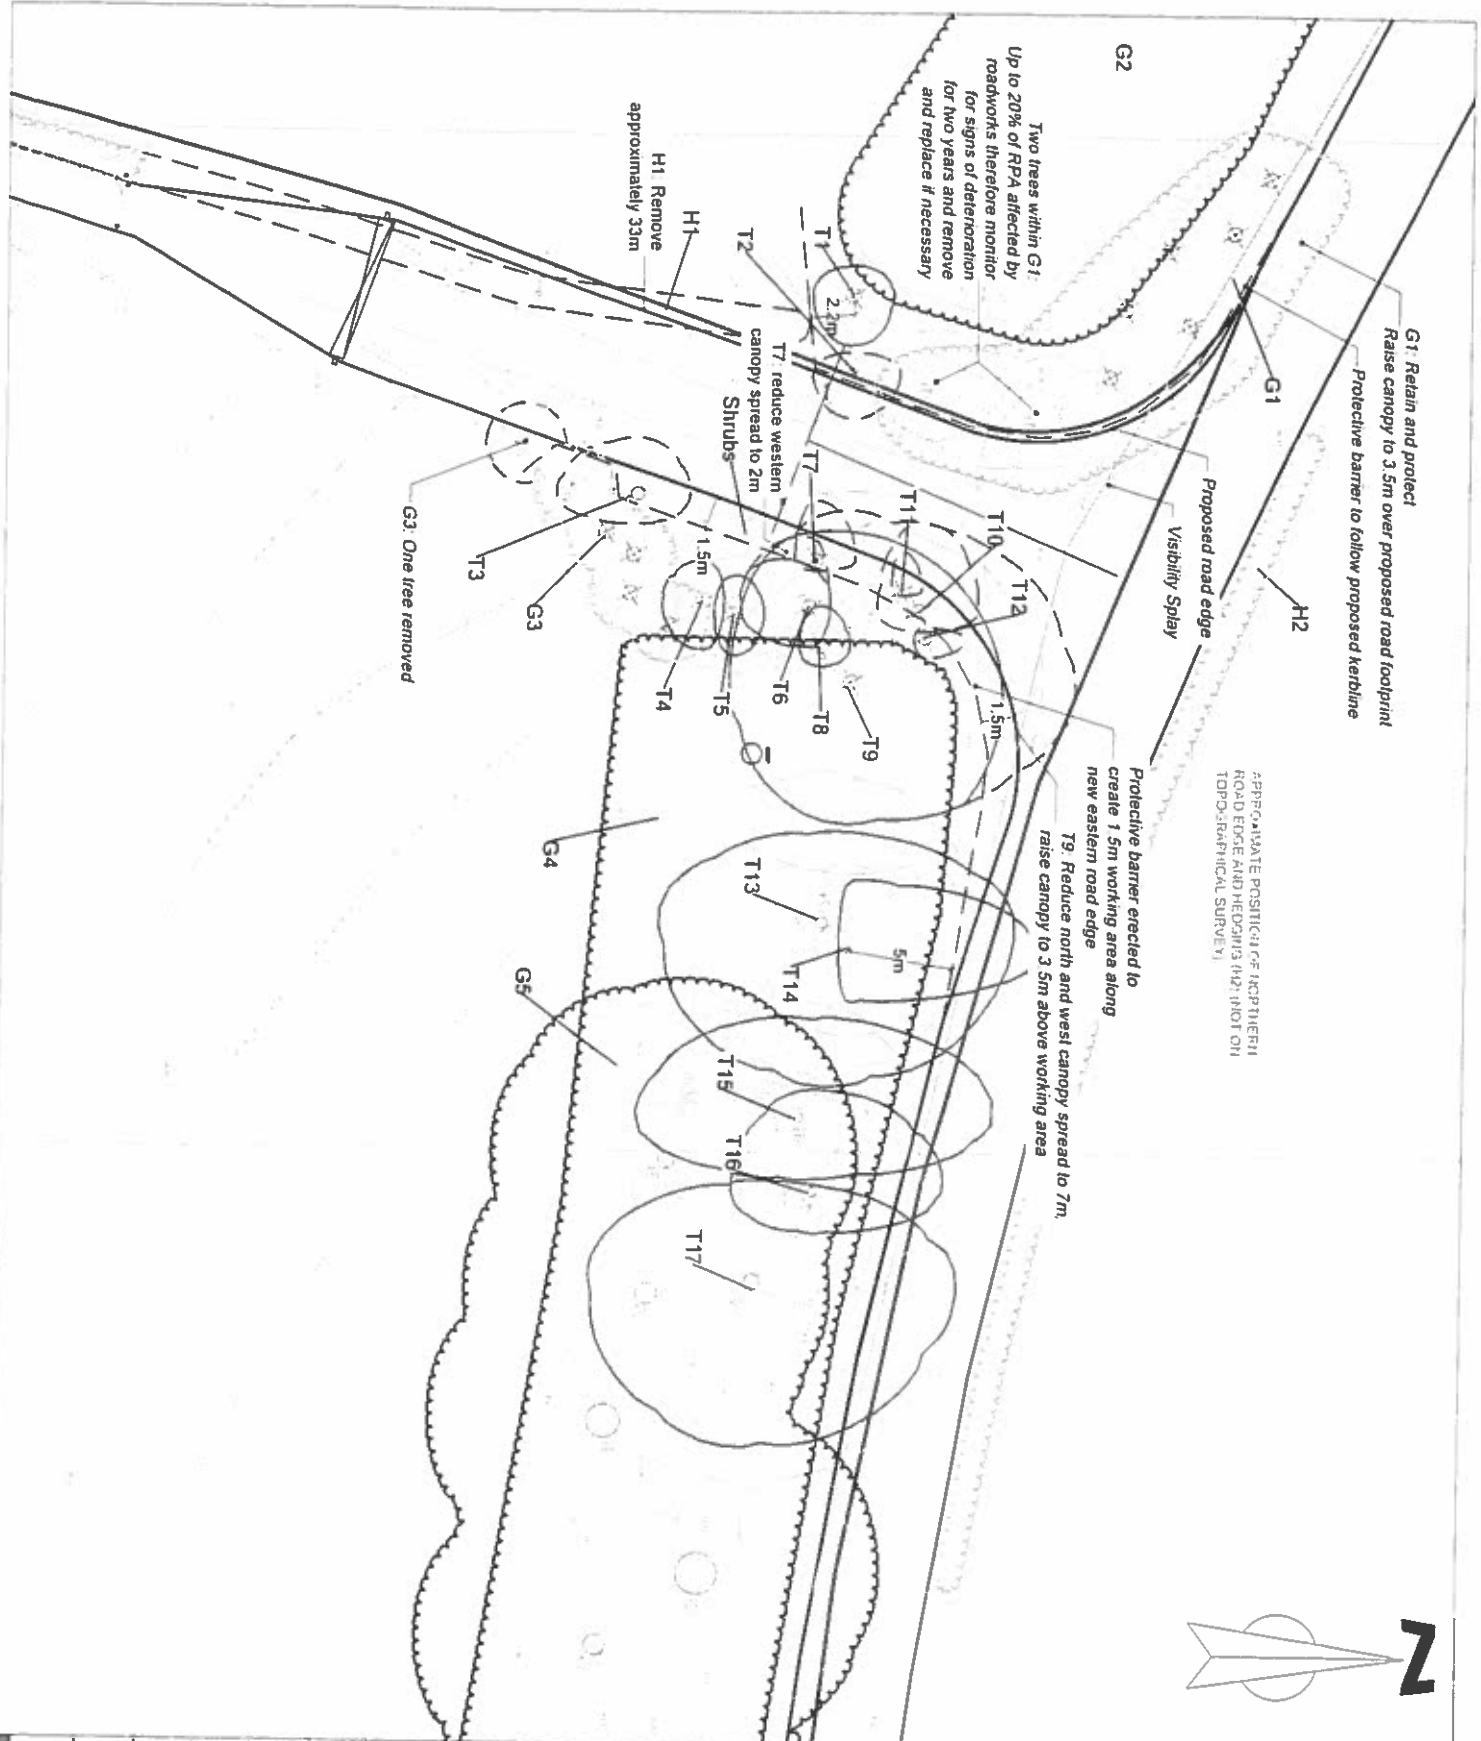 G2
Two trees within G1:
Up to 20% of RPA affected by
roadworks therefore monitor
for signs of deterioration
for two years and remove
and replace if necessary
G1: Retain and protect
Raise canopy to 3.5m over proposed road footprint
Protective barrier to follow proposed kerbline
G1
Proposed road edge
Visibility Splay
H2
APPROXIMATE POSITION OF NORTHERN
ROAD EDGE AND HEDGING (H2) (NOT ON
TOPOGRAPHICAL SURVEY)
H1: Remove
approximately 33m
H1
T2
T1
2.2m
T7: reduce western
canopy spread to 2m
Shrubs
T7
T11
T10
T12
1.5m
1.5m
T3
G3
G3: One tree removed
T4
T5
T6
T8
T9
Protective barrier erected to
create 1.5m working area along
new eastern road edge
T9: Reduce north and west canopy spread to 7m,
raise canopy to 3.5m above working area
G4
T13
T14
5m
G5
T15
T16
T17
N